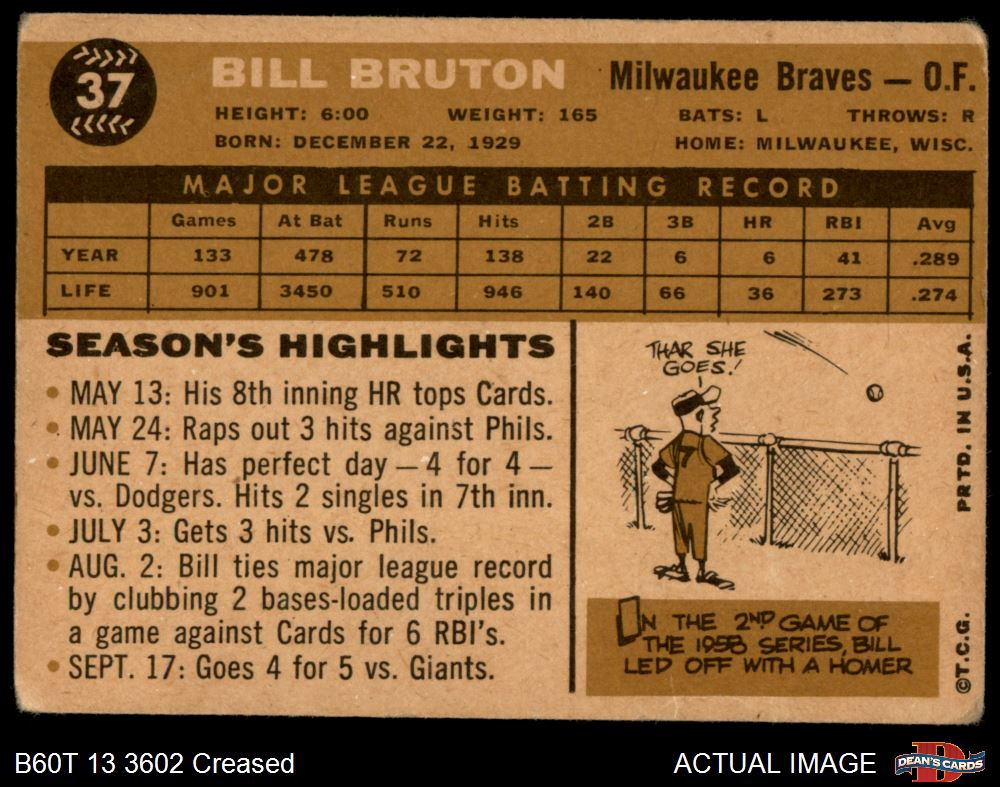 37
BILL BRUTON Milwaukee Braves — O.F.
HEIGHT: 6:00 WEIGHT: 165 BATS: L THROWS: R
BORN: DECEMBER 22, 1929 HOME: MILWAUKEE, WISC.
MAJOR LEAGUE BATTING RECORD
Games At Bat Runs Hits 2B 3B HR RBI Avg
YEAR 133 478 72 138 22 6 6 41 .289
LIFE 901 3450 510 946 140 66 36 273 .274
SEASON'S HIGHLIGHTS
• MAY 13: His 8th inning HR tops Cards.
• MAY 24: Raps out 3 hits against Phils.
• JUNE 7: Has perfect day — 4 for 4 —
vs. Dodgers. Hits 2 singles in 7th inn.
• JULY 3: Gets 3 hits vs. Phils.
• AUG. 2: Bill ties major league record
by clubbing 2 bases-loaded triples in
a game against Cards for 6 RBI's.
• SEPT. 17: Goes 4 for 5 vs. Giants.
THAR SHE
GOES!
7
IN THE 2ND GAME OF
THE 1958 SERIES, BILL
LED OFF WITH A HOMER
PRTD. IN U.S.A.
©T.C.G.
B60T 13 3602 Creased
ACTUAL IMAGE
D
DEAN'S CARDS